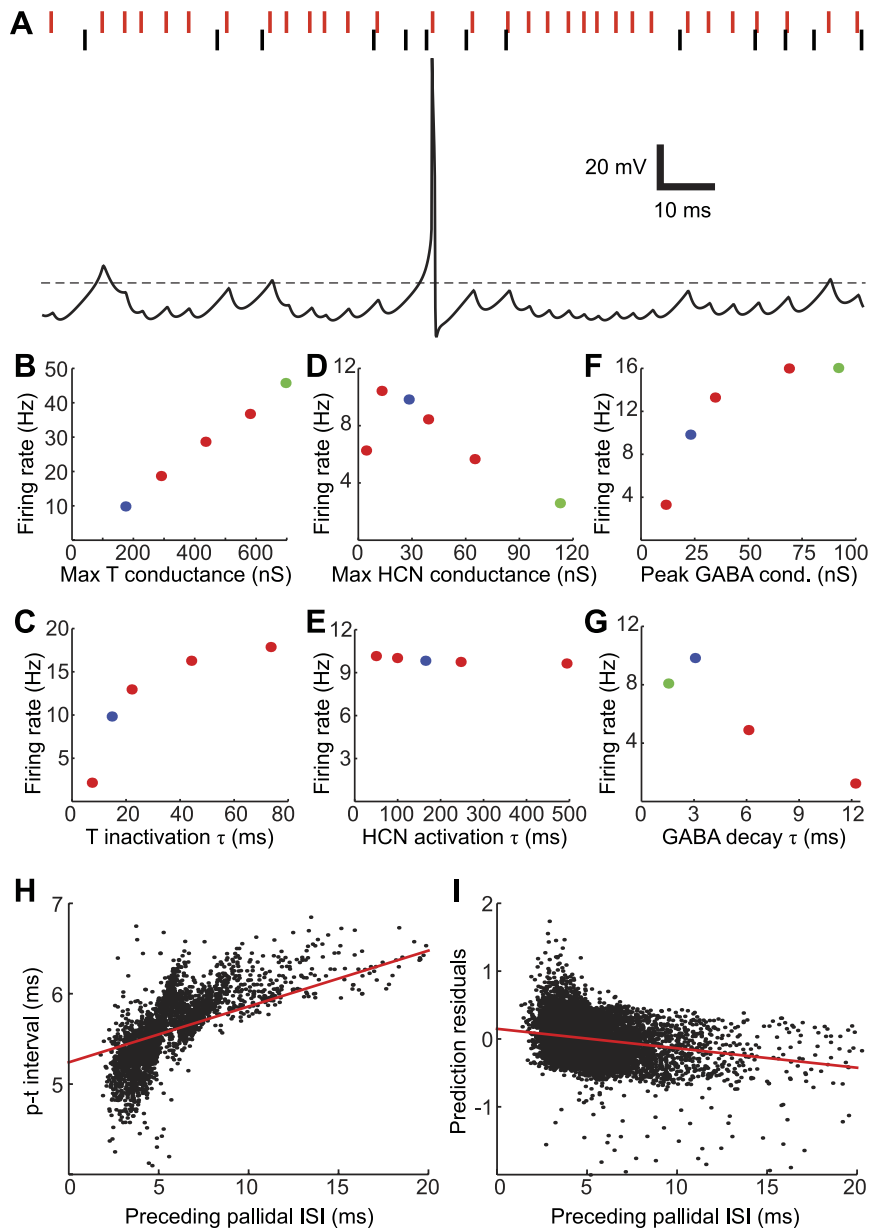 A
20 mV
10 ms
B
Firing rate (Hz)
50
40
30
20
10
0 200 400 600
Max T conductance (nS)
D
Firing rate (Hz)
12
8
4
0 30 60 90 120
Max HCN conductance (nS)
F
Firing rate (Hz)
16
12
8
4
0 25 50 75 100
Peak GABA cond. (nS)
C
Firing rate (Hz)
20
15
10
5
0 20 40 60 80
T inactivation τ (ms)
E
Firing rate (Hz)
12
9
6
3
0 100 200 300 400 500
HCN activation τ (ms)
G
Firing rate (Hz)
12
8
4
0 3 6 9 12
GABA decay τ (ms)
H
p-t interval (ms)
7
6
5
0 5 10 15 20
Preceding pallidal ISI (ms)
I
Prediction residuals
2
1
0
-1
0 5 10 15 20
Preceding pallidal ISI (ms)